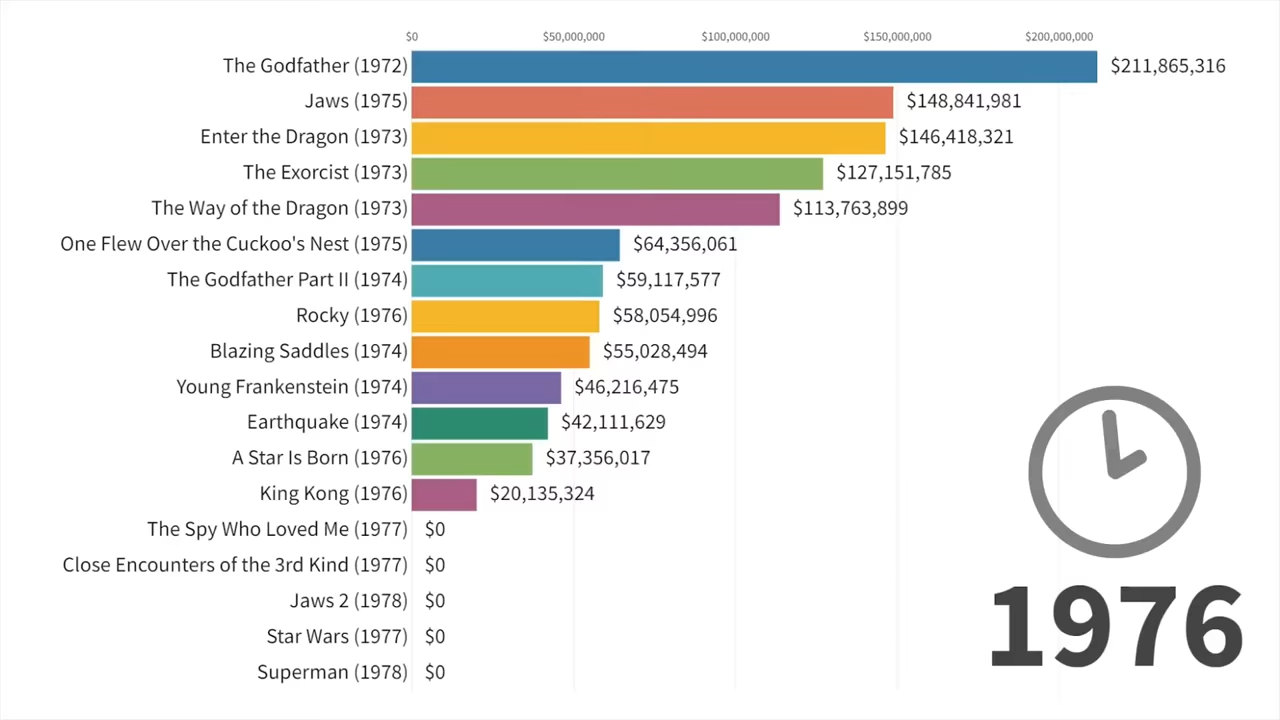 $0 $50,000,000 $100,000,000 $150,000,000 $200,000,000
The Godfather (1972) $211,865,316
Jaws (1975) $148,841,981
Enter the Dragon (1973) $146,418,321
The Exorcist (1973) $127,151,785
The Way of the Dragon (1973) $113,763,899
One Flew Over the Cuckoo's Nest (1975) $64,356,061
The Godfather Part II (1974) $59,117,577
Rocky (1976) $58,054,996
Blazing Saddles (1974) $55,028,494
Young Frankenstein (1974) $46,216,475
Earthquake (1974) $42,111,629
A Star Is Born (1976) $37,356,017
King Kong (1976) $20,135,324
The Spy Who Loved Me (1977) $0
Close Encounters of the 3rd Kind (1977) $0
Jaws 2 (1978) $0
Star Wars (1977) $0
Superman (1978) $0
1976